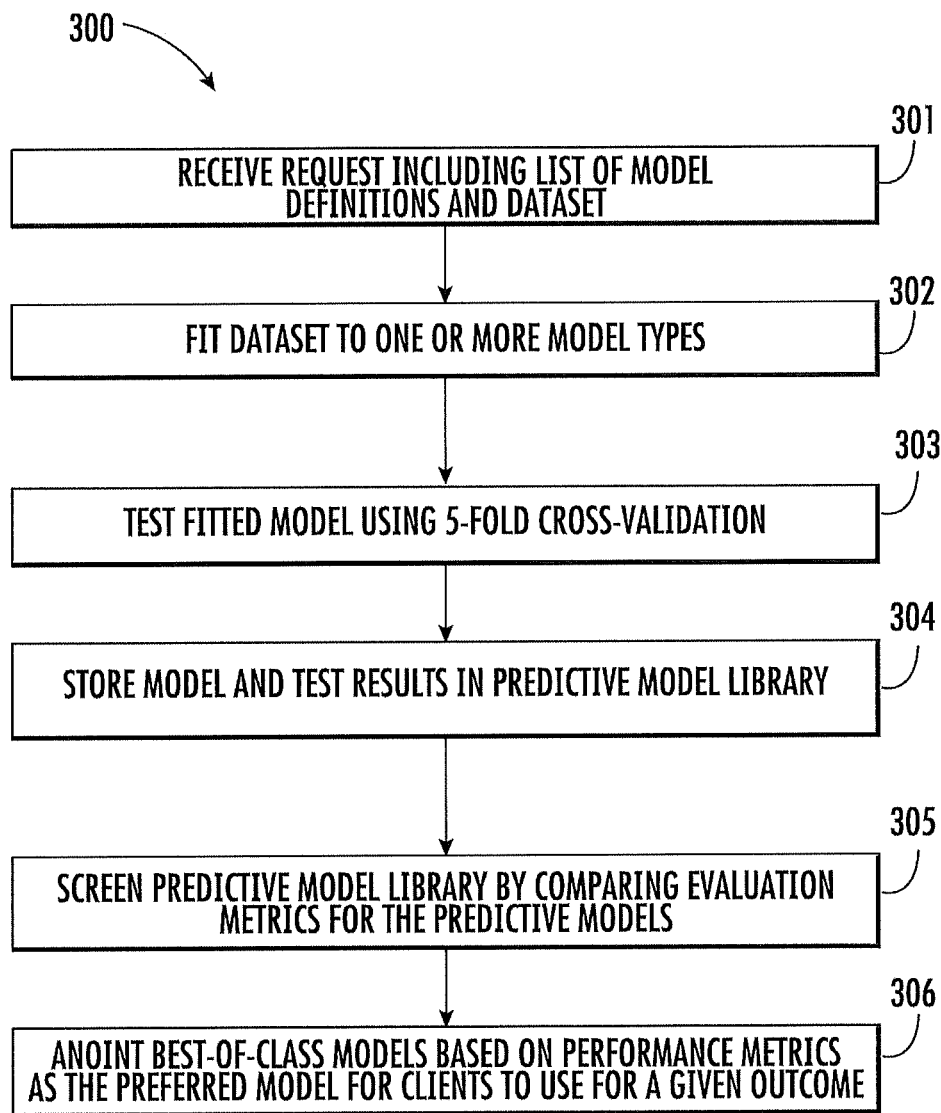 300
301
RECEIVE REQUEST INCLUDING LIST OF MODEL
DEFINITIONS AND DATASET
302
FIT DATASET TO ONE OR MORE MODEL TYPES
303
TEST FITTED MODEL USING 5-FOLD CROSS-VALIDATION
304
STORE MODEL AND TEST RESULTS IN PREDICTIVE MODEL LIBRARY
305
SCREEN PREDICTIVE MODEL LIBRARY BY COMPARING EVALUATION
METRICS FOR THE PREDICTIVE MODELS
306
ANOINT BEST-OF-CLASS MODELS BASED ON PERFORMANCE METRICS
AS THE PREFERRED MODEL FOR CLIENTS TO USE FOR A GIVEN OUTCOME